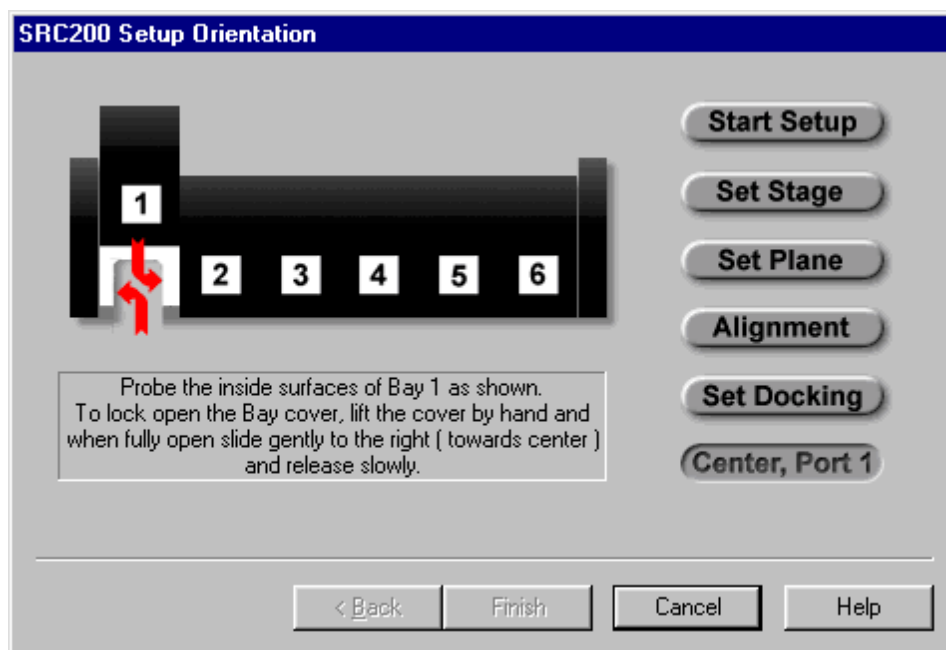 SRC200 Setup Orientation
1
2 3 4 5 6
Probe the inside surfaces of Bay 1 as shown.
To lock open the Bay cover, lift the cover by hand and
when fully open slide gently to the right ( towards center )
and release slowly.
Start Setup
Set Stage
Set Plane
Alignment
Set Docking
Center, Port 1
< Back Finish Cancel Help